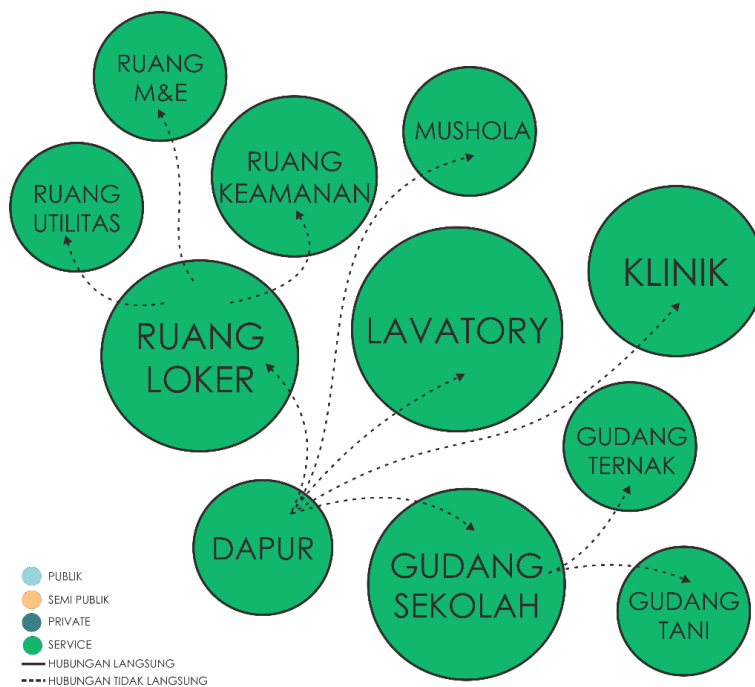 RUANG
M&E
MUSHOLA
RUANG
KEAMANAN
RUANG
UTILITAS
KLINIK
LAVATORY
RUANG
LOKER
GUDANG
TERNAK
DAPUR
GUDANG
SEKOLAH
GUDANG
TANI
PUBLIK
SEMI PUBLIK
PRIVATE
SERVICE
HUBUNGAN LANGSUNG
HUBUNGAN TIDAK LANGSUNG